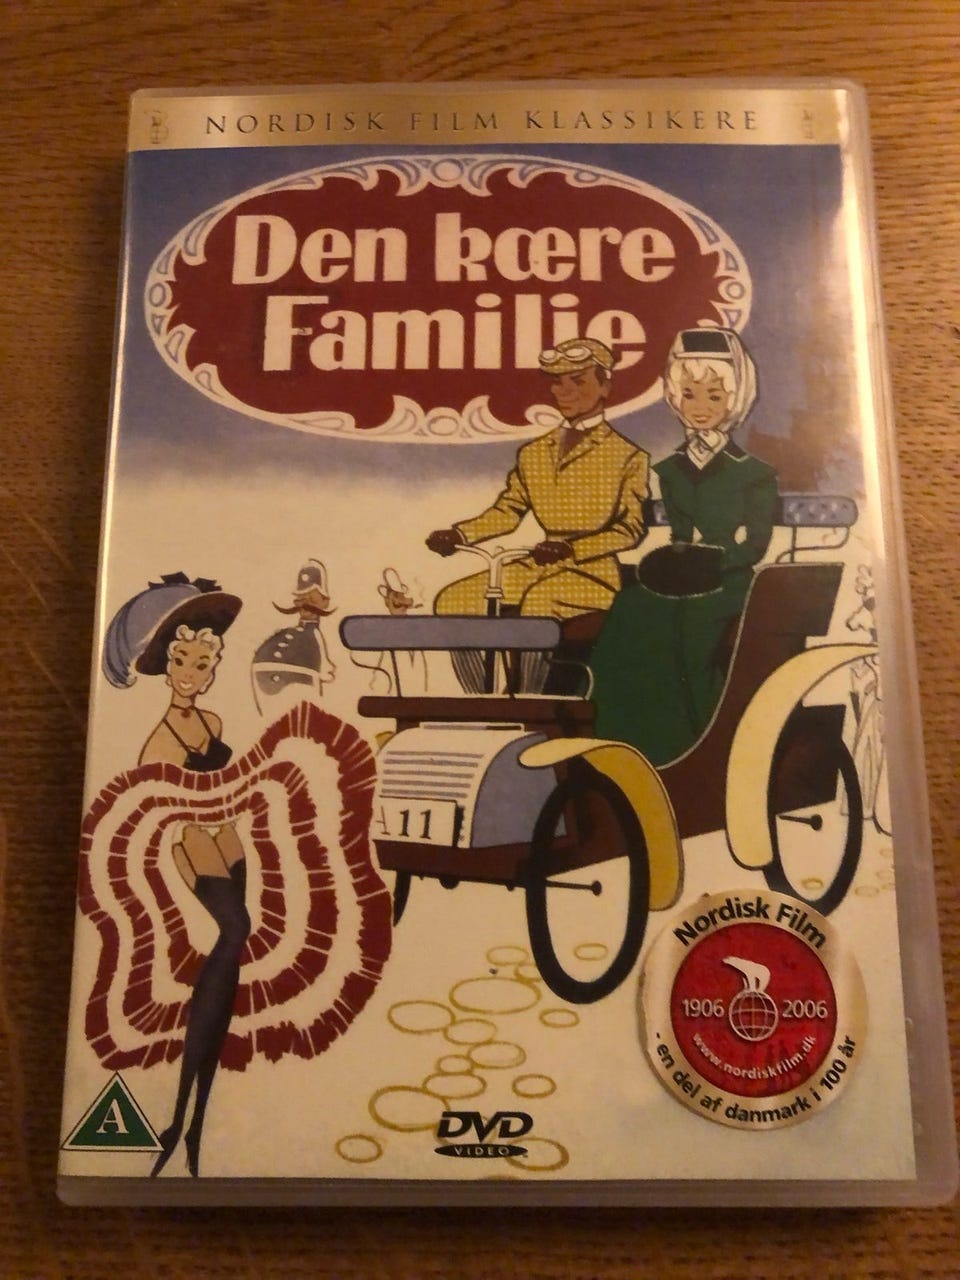 NORDISK FILM KLASSIKERE
Den kære
Familie
A11
Nordisk Film
1906 2006
www.nordiskfilm.dk
- en del af danmark i 100 år
A
DVD
VIDEO